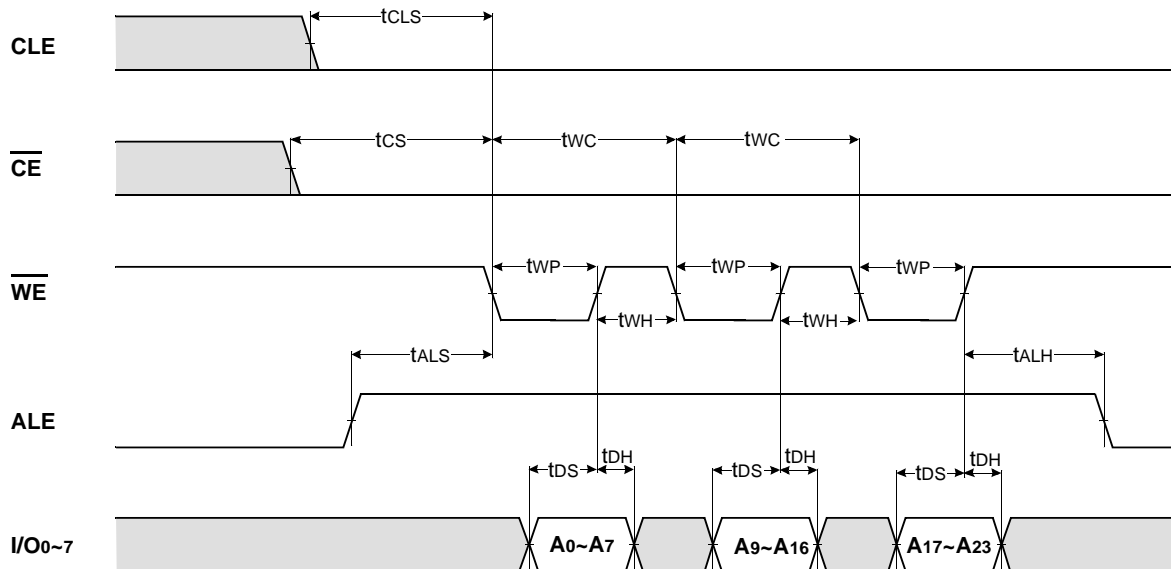 CLE
tCLS
CE
tCS
tWC
tWC
WE
tWP
tWP
tWP
tWH
tWH
tALS
tALH
ALE
tDS
tDH
tDS
tDH
tDS
tDH
I/O0~7
A0~A7
A9~A16
A17~A23